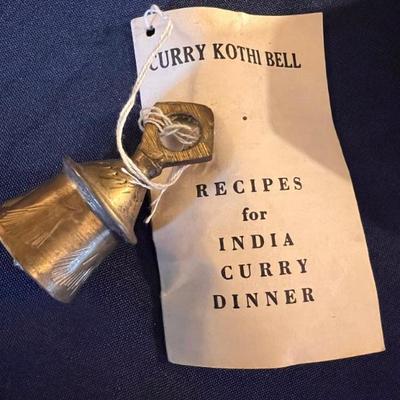 CURRY KOTHI BELL
RECIPES
for
INDIA
CURRY
DINNER